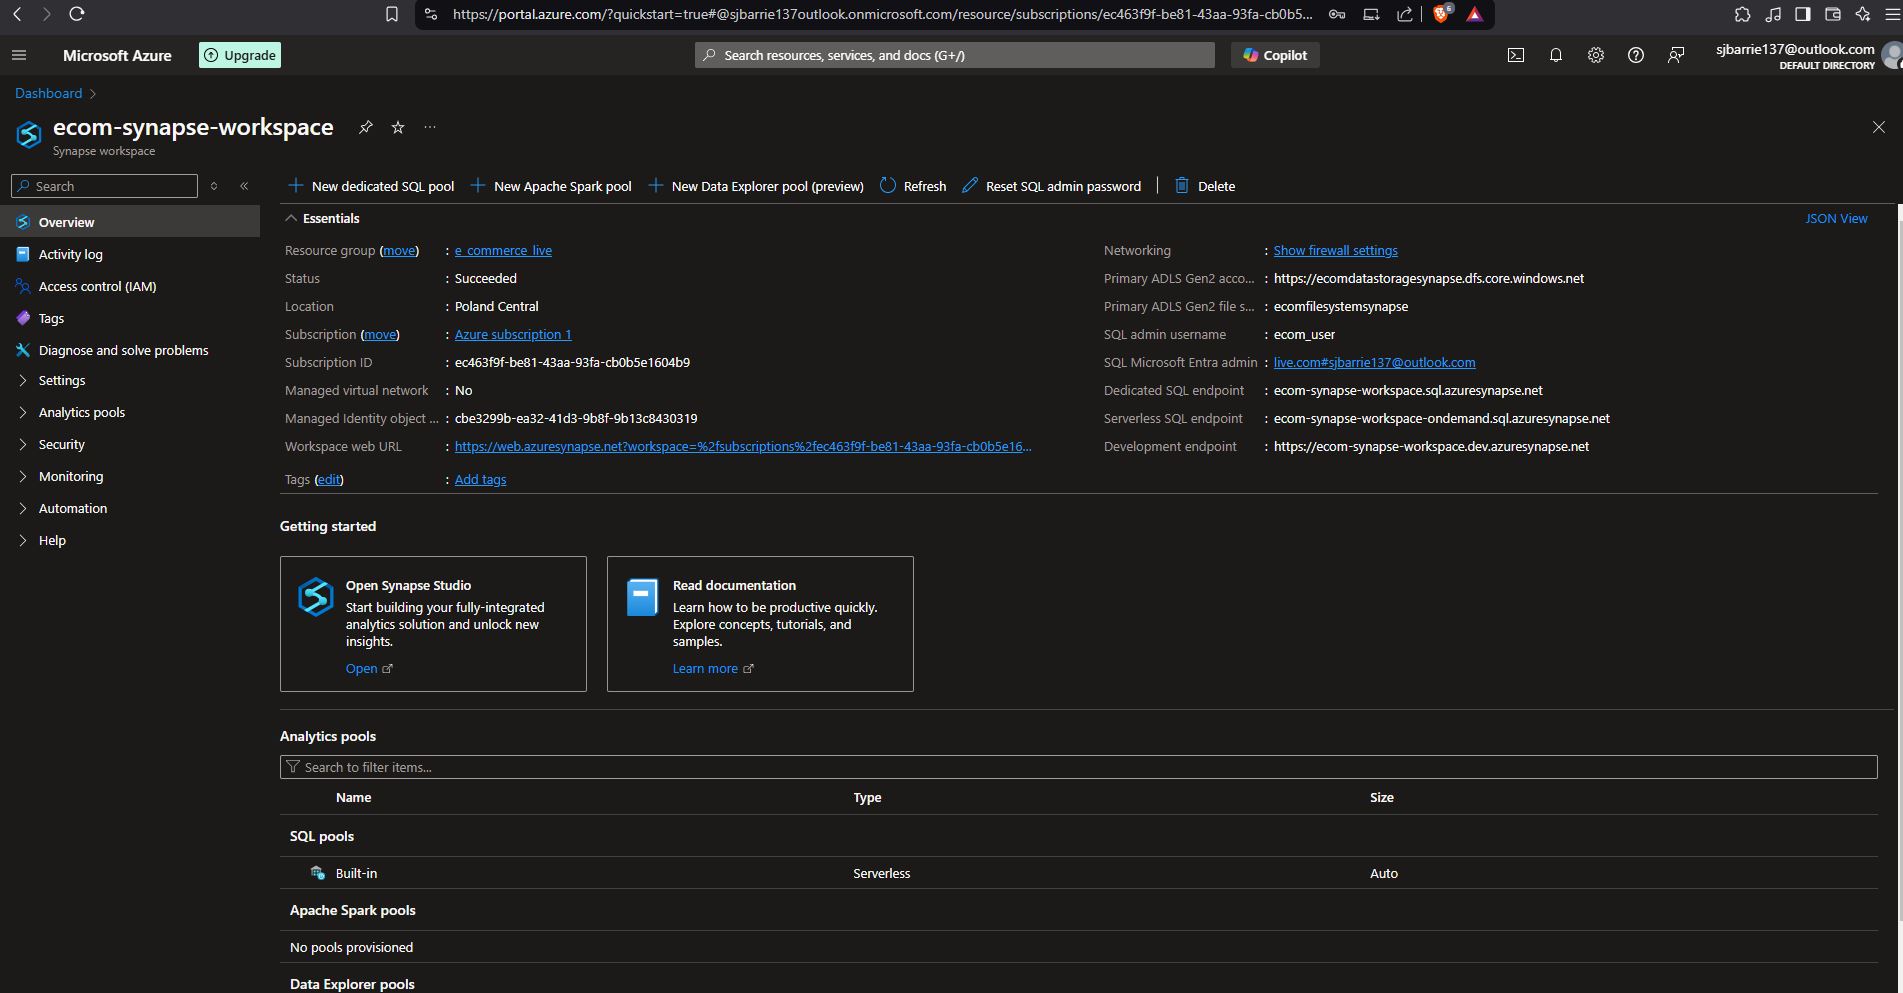 https://portal.azure.com/?quickstart=true#@sjbarrie137outlook.onmicrosoft.com/resource/subscriptions/ec463f9f-be81-43aa-93fa-cb0b5...
6
Microsoft Azure
Upgrade
Search resources, services, and docs (G+/)
Copilot
sjbarrie137@outlook.com
DEFAULT DIRECTORY
Dashboard >
ecom-synapse-workspace
Synapse workspace
Search
New dedicated SQL pool
New Apache Spark pool
New Data Explorer pool (preview)
Refresh
Reset SQL admin password
Delete
Overview
Activity log
Access control (IAM)
Tags
Diagnose and solve problems
Settings
Analytics pools
Security
Monitoring
Automation
Help
Essentials
JSON View
Resource group (move) : e_commerce_live
Status : Succeeded
Location : Poland Central
Subscription (move) : Azure subscription 1
Subscription ID : ec463f9f-be81-43aa-93fa-cb0b5e1604b9
Managed virtual network : No
Managed Identity object ... : cbe3299b-ea32-41d3-9b8f-9b13c8430319
Workspace web URL : https://web.azuresynapse.net?workspace=%2fsubscriptions%2fec463f9f-be81-43aa-93fa-cb0b5e16...
Tags (edit) : Add tags
Networking : Show firewall settings
Primary ADLS Gen2 acco... : https://ecomdatastoragesynapse.dfs.core.windows.net
Primary ADLS Gen2 file s... : ecomfilesystemsynapse
SQL admin username : ecom_user
SQL Microsoft Entra admin : live.com#sjbarrie137@outlook.com
Dedicated SQL endpoint : ecom-synapse-workspace.sql.azuresynapse.net
Serverless SQL endpoint : ecom-synapse-workspace-ondemand.sql.azuresynapse.net
Development endpoint : https://ecom-synapse-workspace.dev.azuresynapse.net
Getting started
Open Synapse Studio
Start building your fully-integrated
analytics solution and unlock new
insights.
Open
Read documentation
Learn how to be productive quickly.
Explore concepts, tutorials, and
samples.
Learn more
Analytics pools
Search to filter items...
Name Type Size
SQL pools
Built-in Serverless Auto
Apache Spark pools
No pools provisioned
Data Explorer pools